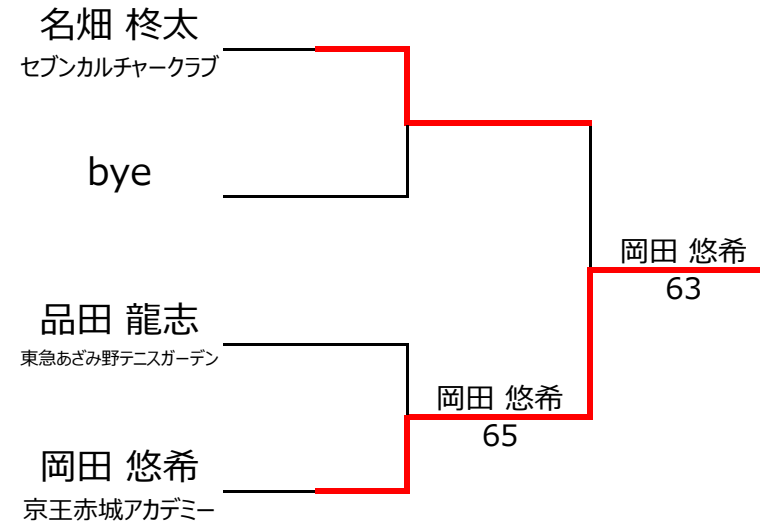 名畑 柊太
セブンカルチャークラブ
bye
岡田 悠希
63
品田 龍志
東急あざみ野テニスガーデン
岡田 悠希
65
岡田 悠希
京王赤城アカデミー